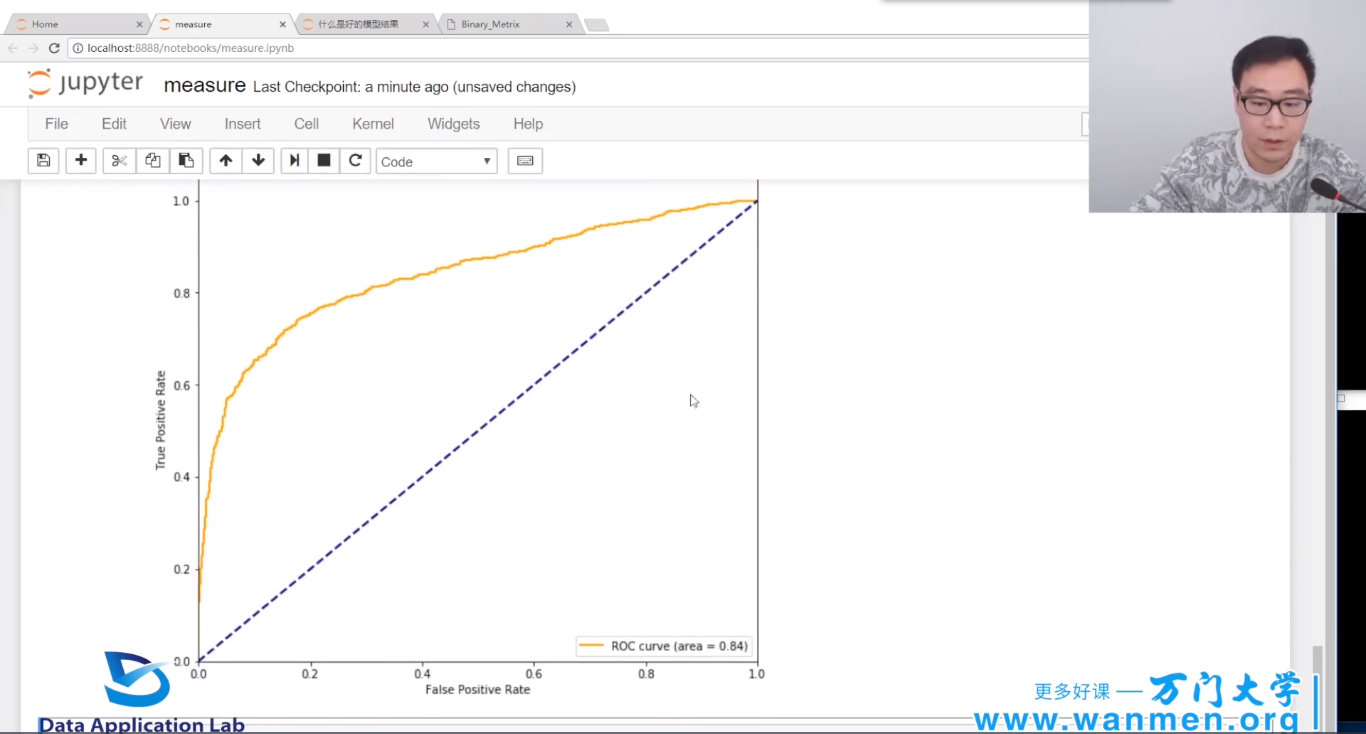 Home
measure
什么是好的模型结果
Binary_Metrix
localhost:8888/notebooks/measure.ipynb
jupyter measure Last Checkpoint: a minute ago (unsaved changes)
File Edit View Insert Cell Kernel Widgets Help
Code
1.0
0.8
0.6
0.4
0.2
0.0
True Positive Rate
ROC curve (area = 0.84)
0.0 0.2 0.4 0.6 0.8 1.0
False Positive Rate
Data Application Lab
更多好课 — 万门大学
www.wanmen.org